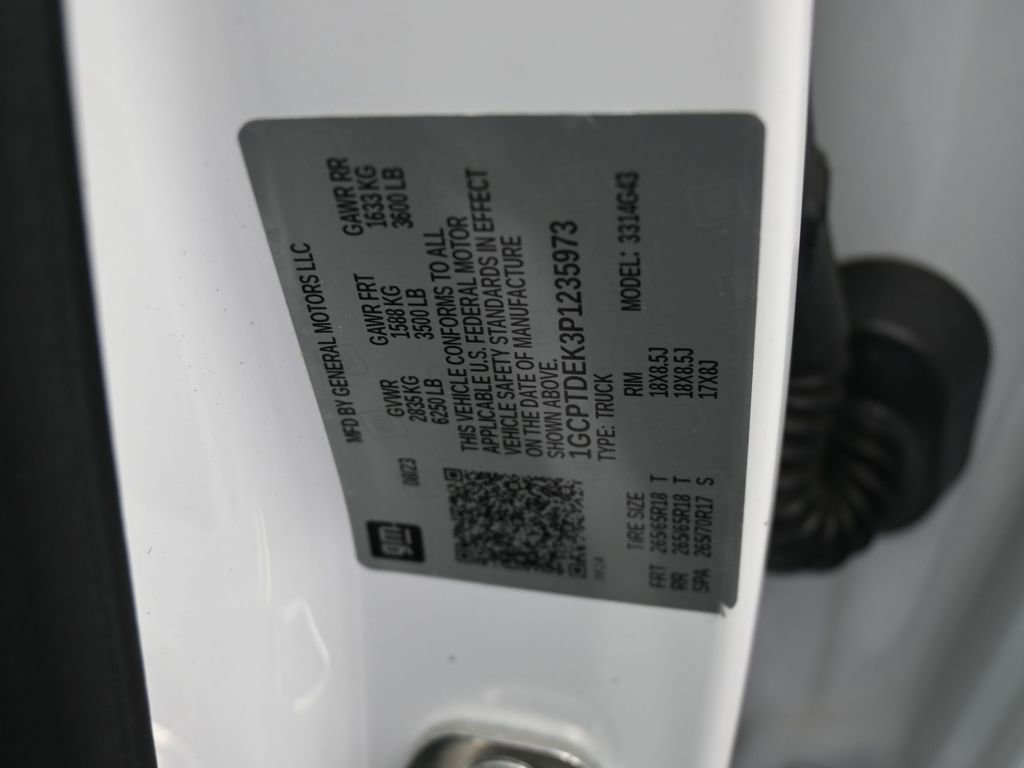 gm
08/23
MFD BY GENERAL MOTORS LLC
GVWR GAWR FRT GAWR RR
2835 KG 1588 KG 1633 KG
6250 LB 3500 LB 3600 LB
THIS VEHICLE CONFORMS TO ALL
APPLICABLE U.S. FEDERAL MOTOR
VEHICLE SAFETY STANDARDS IN EFFECT
ON THE DATE OF MANUFACTURE
SHOWN ABOVE.
1GCPTDEK3P1235973
TYPE: TRUCK MODEL: 3314G43
TIRE SIZE RIM
FRT 265/65R18 T 18X8.5J
RR 265/65R18 T 18X8.5J
SPA 265/70R17 S 17X8J